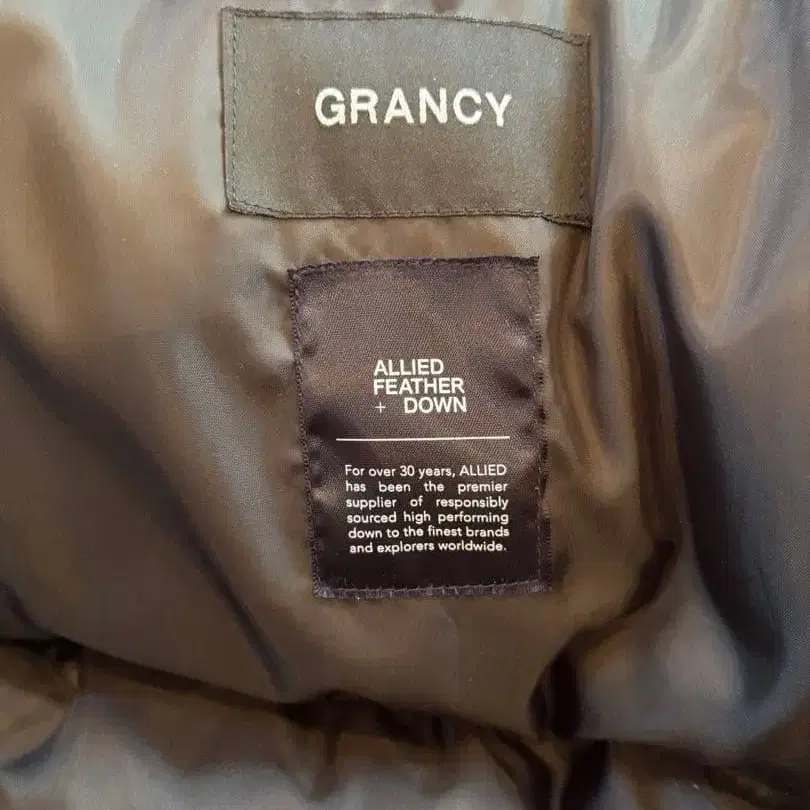 GRANCY
ALLIED
FEATHER
+ DOWN
For over 30 years, ALLIED
has been the premier
supplier of responsibly
sourced high performing
down to the finest brands
and explorers worldwide.